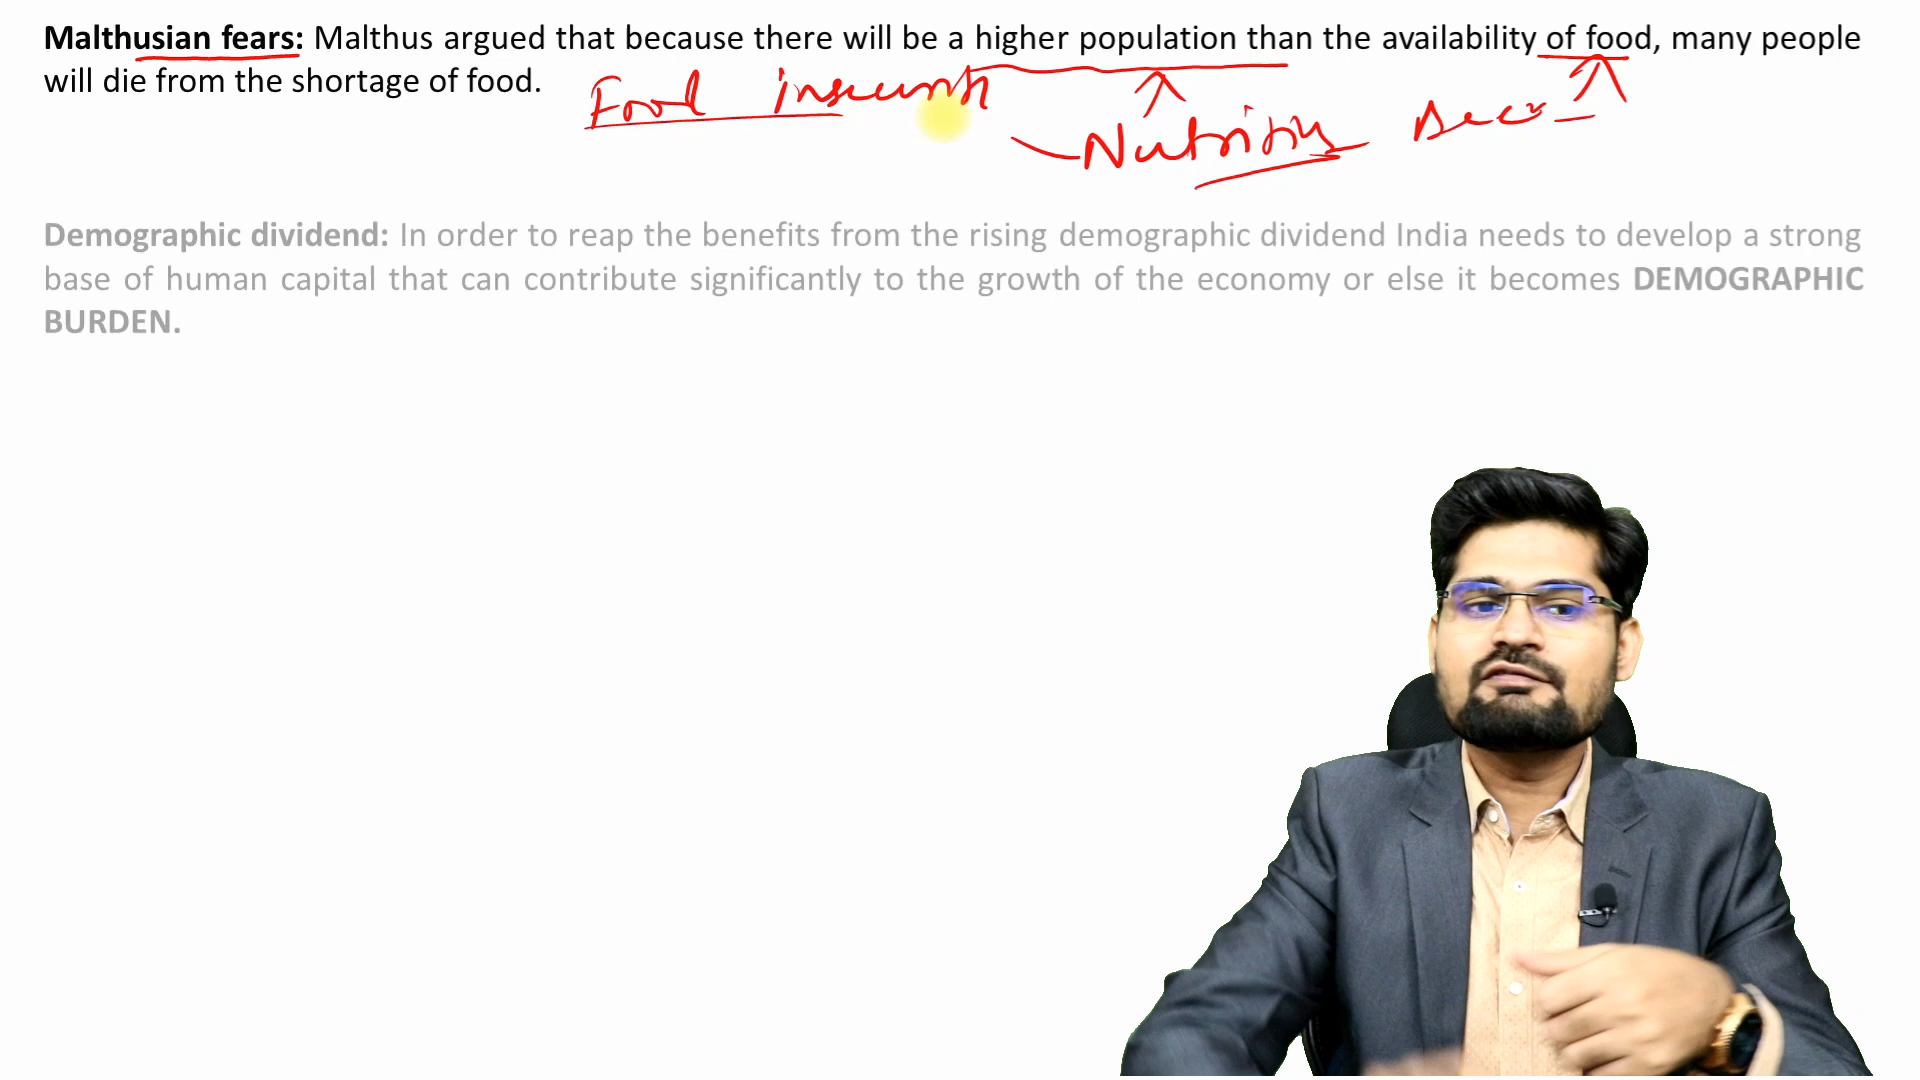 Malthusian fears: Malthus argued that because there will be a higher population than the availability of food, many people
will die from the shortage of food.
Food
Nutrition
Demographic dividend: In order to reap the benefits from the rising demographic dividend India needs to develop a strong
base of human capital that can contribute significantly to the growth of the economy or else it becomes DEMOGRAPHIC
BURDEN.